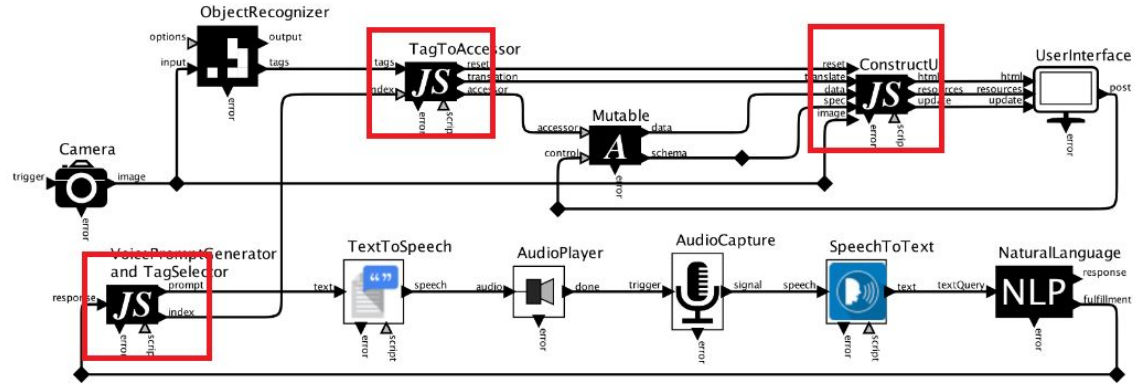 ObjectRecognizer
options
output
input
tags
error
TagToAccessor
tags
reset
translation
index
accessor
JS
error
script
ConstructU
reset
translate
html
data
resources
spec
update
image
JS
error
script
UserInterface
html
resources
update
post
error
Mutable
accessor
data
control
schema
A
error
Camera
trigger
image
error
VoicePromptGenerator
and TagSelector
prompt
response
index
JS
error
script
TextToSpeech
text
speech
error
script
AudioPlayer
audio
done
error
AudioCapture
trigger
signal
error
SpeechToText
speech
text
error
script
NaturalLanguage
response
textQuery
NLP
fulfillment
error